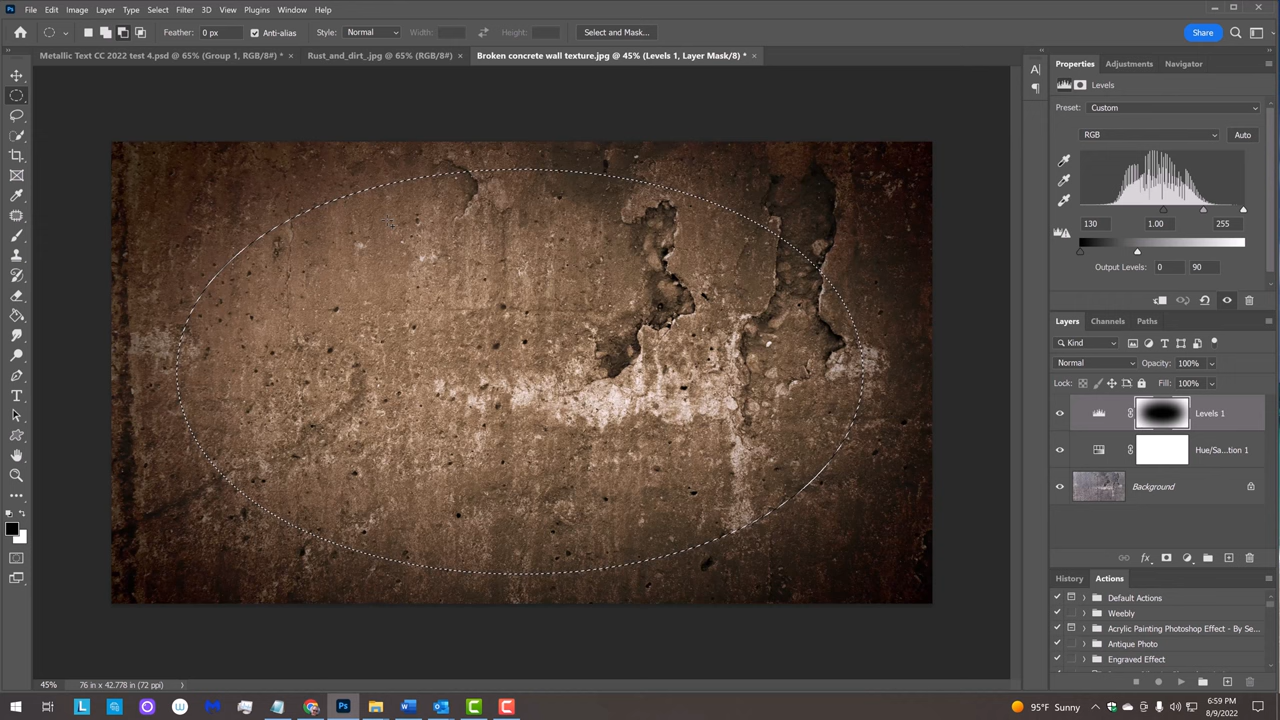 File Edit Image Layer Type Select Filter 3D View Plugins Window Help
Feather: 0 px Anti-alias Style: Normal Width: Height: Select and Mask... Share
Metallic Text CC 2022 test 4.psd @ 65% (Group 1, RGB/8#) * × Rust_and_dirt_.jpg @ 65% (RGB/8#) × Broken concrete wall texture.jpg @ 45% (Levels 1, Layer Mask/8) * ×
Properties Adjustments Navigator
Levels
Preset: Custom
RGB Auto
130 1.00 255
Output Levels: 0 90
Layers Channels Paths
Kind
Normal Opacity: 100%
Lock: Fill: 100%
Levels 1
Hue/Sa...tion 1
Background
History Actions
Default Actions
Weebly
Acrylic Painting Photoshop Effect - By Se...
Antique Photo
Engraved Effect
45% 76 in x 42.778 in (72 ppi)
95°F Sunny
6:59 PM
8/9/2022